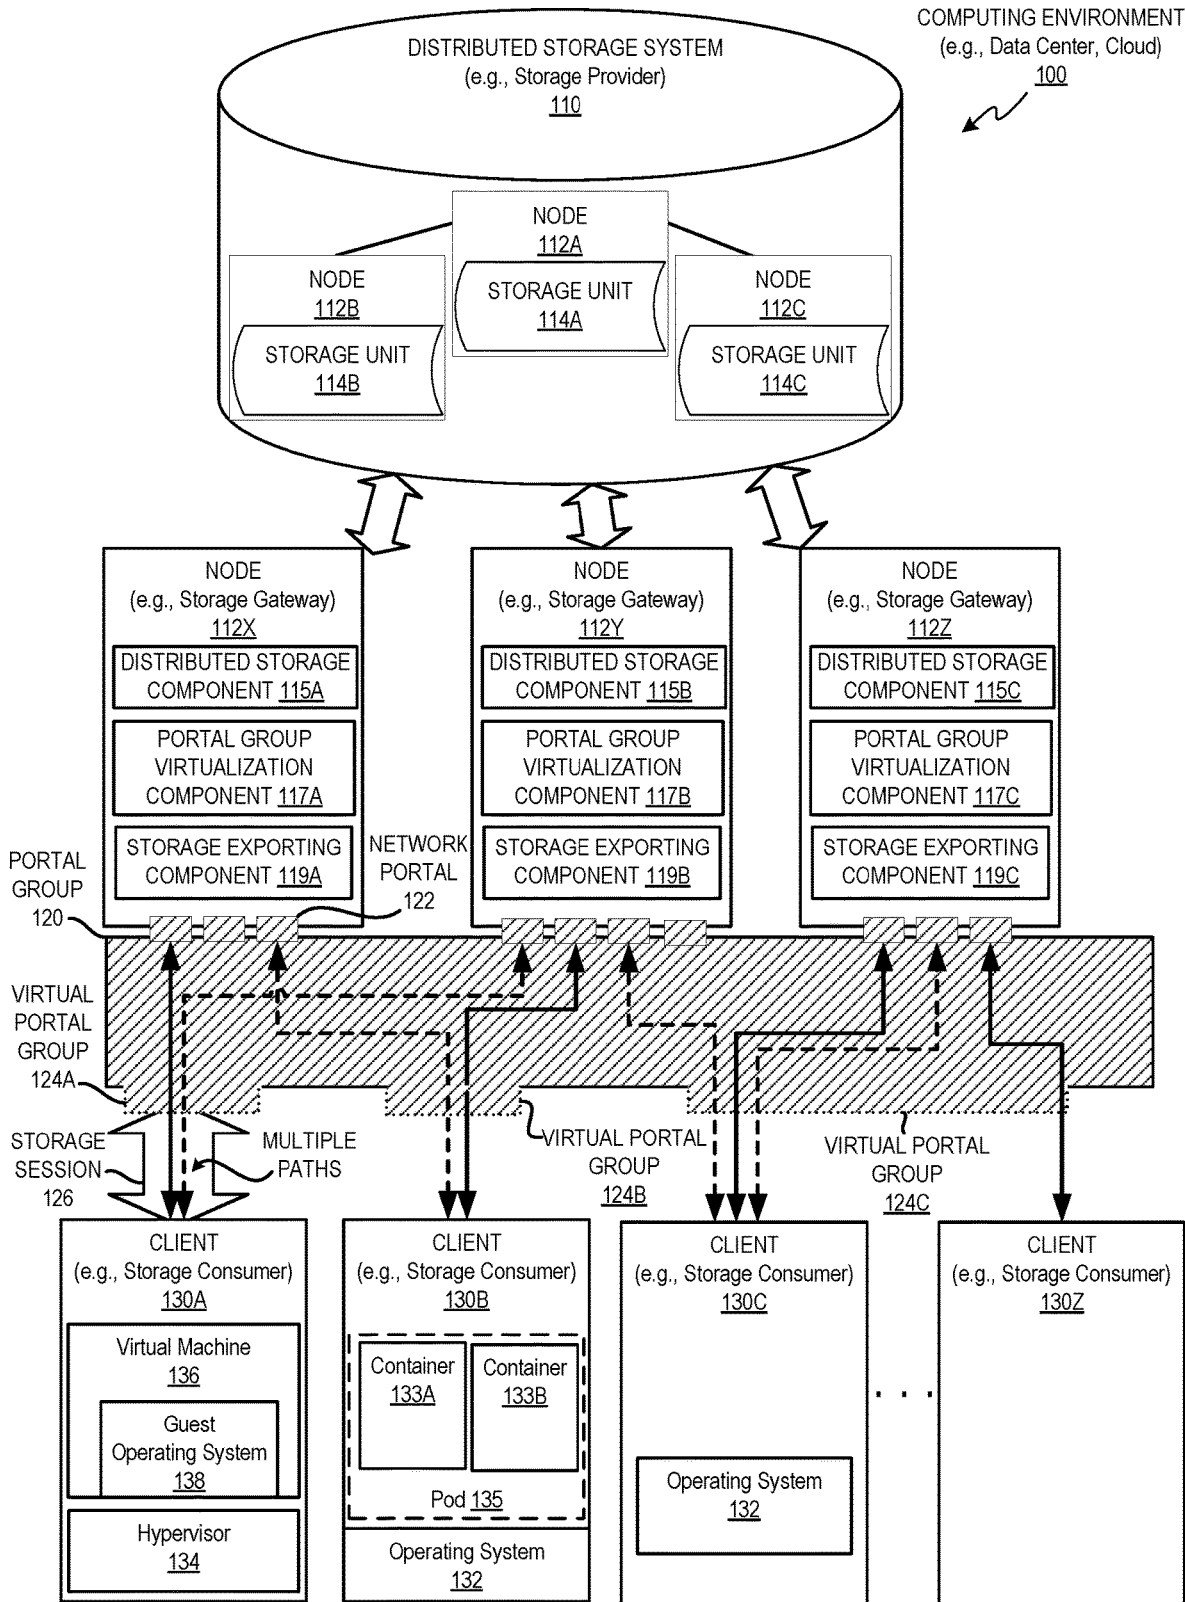 COMPUTING ENVIRONMENT
(e.g., Data Center, Cloud)
100
DISTRIBUTED STORAGE SYSTEM
(e.g., Storage Provider)
110
NODE
112A
STORAGE UNIT
114A
NODE
112B
STORAGE UNIT
114B
NODE
112C
STORAGE UNIT
114C
NODE
(e.g., Storage Gateway)
112X
DISTRIBUTED STORAGE
COMPONENT 115A
PORTAL GROUP
VIRTUALIZATION
COMPONENT 117A
STORAGE EXPORTING
COMPONENT 119A
NODE
(e.g., Storage Gateway)
112Y
DISTRIBUTED STORAGE
COMPONENT 115B
PORTAL GROUP
VIRTUALIZATION
COMPONENT 117B
STORAGE EXPORTING
COMPONENT 119B
NODE
(e.g., Storage Gateway)
112Z
DISTRIBUTED STORAGE
COMPONENT 115C
PORTAL GROUP
VIRTUALIZATION
COMPONENT 117C
STORAGE EXPORTING
COMPONENT 119C
NETWORK
PORTAL
122
PORTAL
GROUP
120
VIRTUAL
PORTAL
GROUP
124A
STORAGE
SESSION
126
MULTIPLE
PATHS
VIRTUAL PORTAL
GROUP
124B
VIRTUAL PORTAL
GROUP
124C
CLIENT
(e.g., Storage Consumer)
130A
Virtual Machine
136
Guest
Operating System
138
Hypervisor
134
CLIENT
(e.g., Storage Consumer)
130B
Container
133A
Container
133B
Pod 135
Operating System
132
CLIENT
(e.g., Storage Consumer)
130C
Operating System
132
. . .
CLIENT
(e.g., Storage Consumer)
130Z